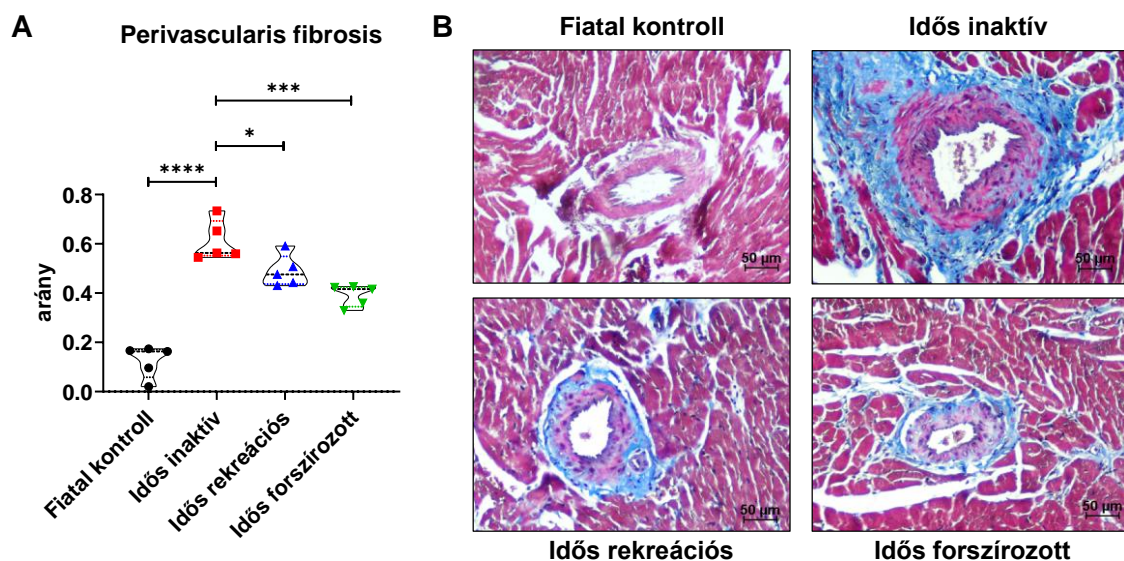 A
Perivascularis fibrosis
***
*
****
arány
0.8
0.6
0.4
0.2
0.0
Fiatal kontroll
Idős inaktív
Idős rekreációs
Idős forszírozott
B
Fiatal kontroll
Idős inaktív
50 µm
50 µm
50 µm
50 µm
Idős rekreációs
Idős forszírozott